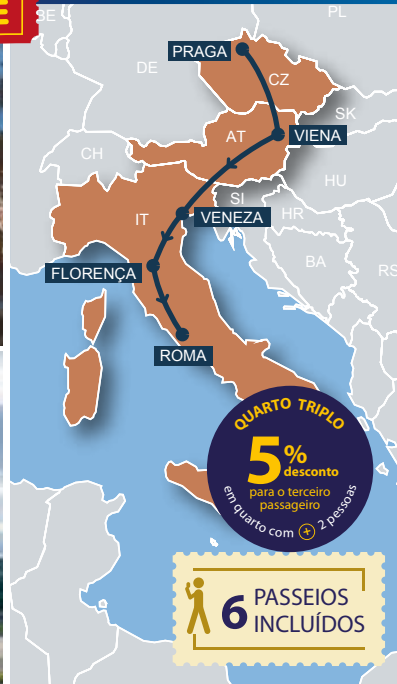 E
BE
PL
DE
PRAGA
CZ
SK
AT
VIENA
CH
HU
SI
IT
VENEZA
HR
BA
RS
FLORENÇA
ROMA
QUARTO TRIPLO
5%
desconto
para o terceiro
passageiro
em quarto com + 2 pessoas
6 PASSEIOS
INCLUÍDOS